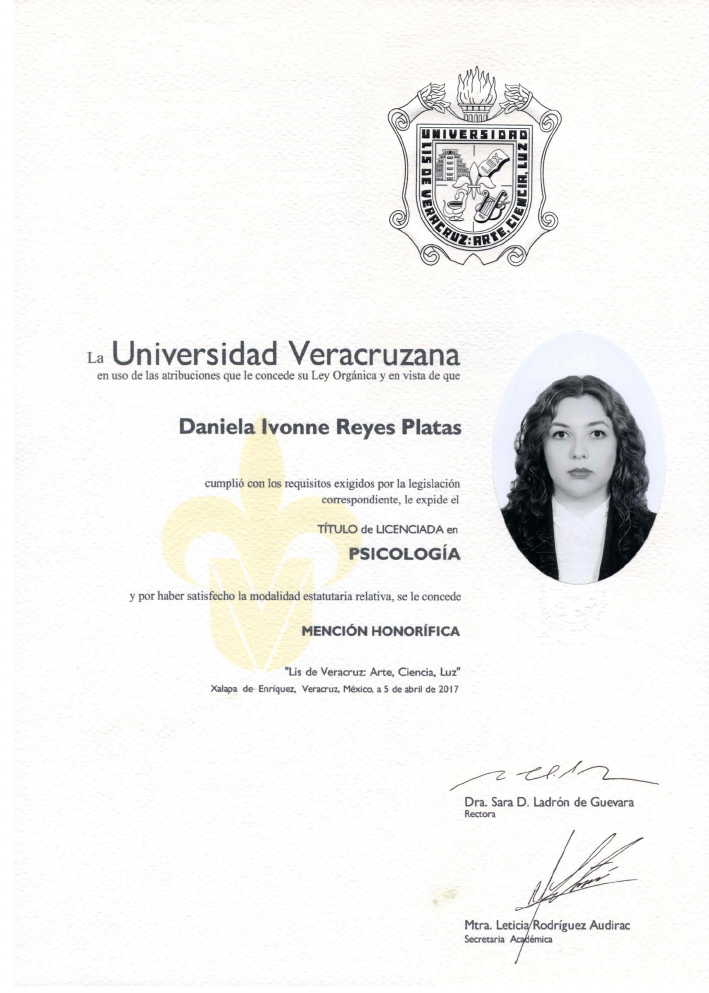 UNIVERSIDAD
LIS DE VERACRUZ: ARTE, CIENCIA, LUZ
La Universidad Veracruzana
en uso de las atribuciones que le concede su Ley Orgánica y en vista de que
Daniela Ivonne Reyes Platas
cumplió con los requisitos exigidos por la legislación
correspondiente, le expide el
TÍTULO de LICENCIADA en
PSICOLOGÍA
y por haber satisfecho la modalidad estatutaria relativa, se le concede
MENCIÓN HONORÍFICA
"Lis de Veracruz: Arte, Ciencia, Luz"
Xalapa de Enríquez, Veracruz, México, a 5 de abril de 2017
Dra. Sara D. Ladrón de Guevara
Rectora
Mtra. Leticia Rodríguez Audirac
Secretaria Académica